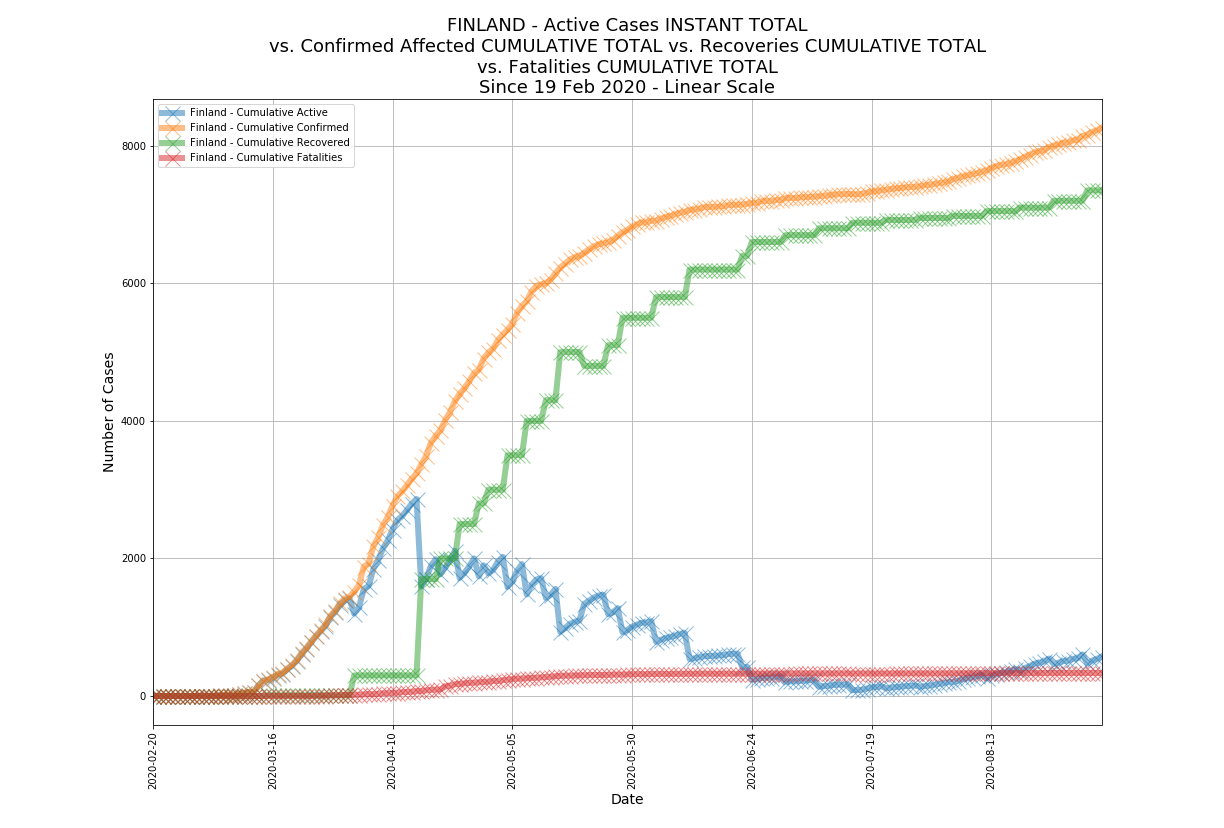 FINLAND - Active Cases INSTANT TOTAL
vs. Confirmed Affected CUMULATIVE TOTAL vs. Recoveries CUMULATIVE TOTAL
vs. Fatalities CUMULATIVE TOTAL
Since 19 Feb 2020 - Linear Scale
Finland - Cumulative Active
Finland - Cumulative Confirmed
Finland - Cumulative Recovered
Finland - Cumulative Fatalities
Number of Cases
8000
6000
4000
2000
0
2020-02-20
2020-03-16
2020-04-10
2020-05-05
2020-05-30
2020-06-24
2020-07-19
2020-08-13
Date